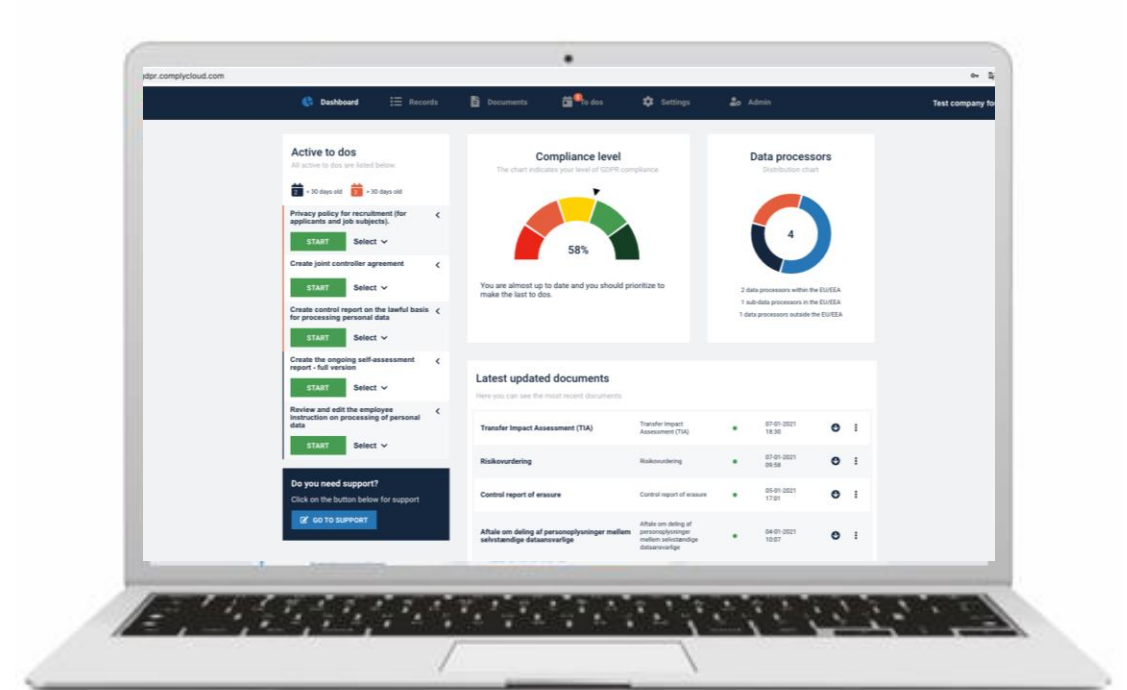 gdpr.complycloud.com
Dashboard
Records
Documents
To dos
Settings
Admin
Test company fo
Active to dos
All active to dos are listed below.
< 30 days old
> 30 days old
Privacy policy for recruitment (for
applicants and job subjects).
START Select
Create joint controller agreement
START Select
Create control report on the lawful basis
for processing personal data
START Select
Create the ongoing self-assessment
report - full version
START Select
Review and edit the employee
instruction on processing of personal
data
START Select
Do you need support?
Click on the button below for support
GO TO SUPPORT
Compliance level
The chart indicates your level of GDPR compliance
58%
You are almost up to date and you should prioritize to
make the last to dos.
Data processors
Distribution chart
4
2 data processors within the EU/EEA
1 sub-data processors in the EU/EEA
1 data processors outside the EU/EEA
Latest updated documents
Here you can see the most recent documents.
Transfer Impact Assessment (TIA)
Transfer Impact
Assessment (TIA)
07-01-2021
18:30
Risikovurdering
Risikovurdering
07-01-2021
09:58
Control report of erasure
Control report of erasure
05-01-2021
17:01
Aftale om deling af personoplysninger mellem
selvstændige dataansvarlige
Aftale om deling af
personoplysninger
mellem selvstændige
dataansvarlige
04-01-2021
10:07